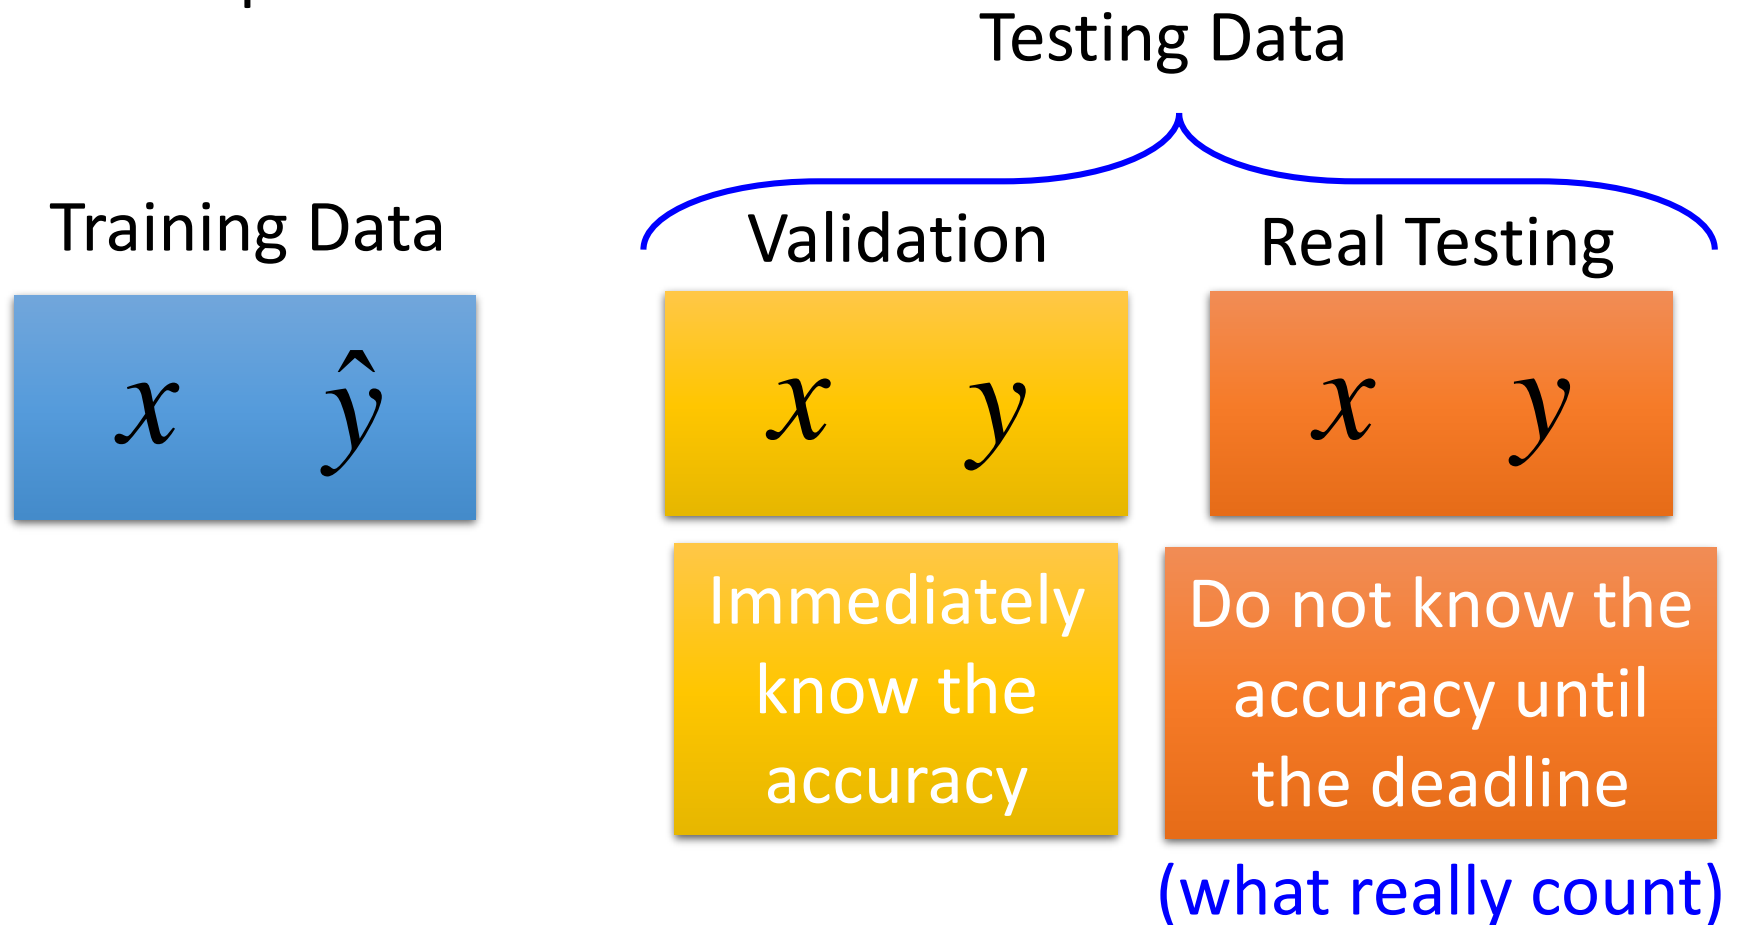 Testing Data
Training Data
Validation
Real Testing
x ŷ
x y
x y
Immediately
know the
accuracy
Do not know the
accuracy until
the deadline
(what really count)